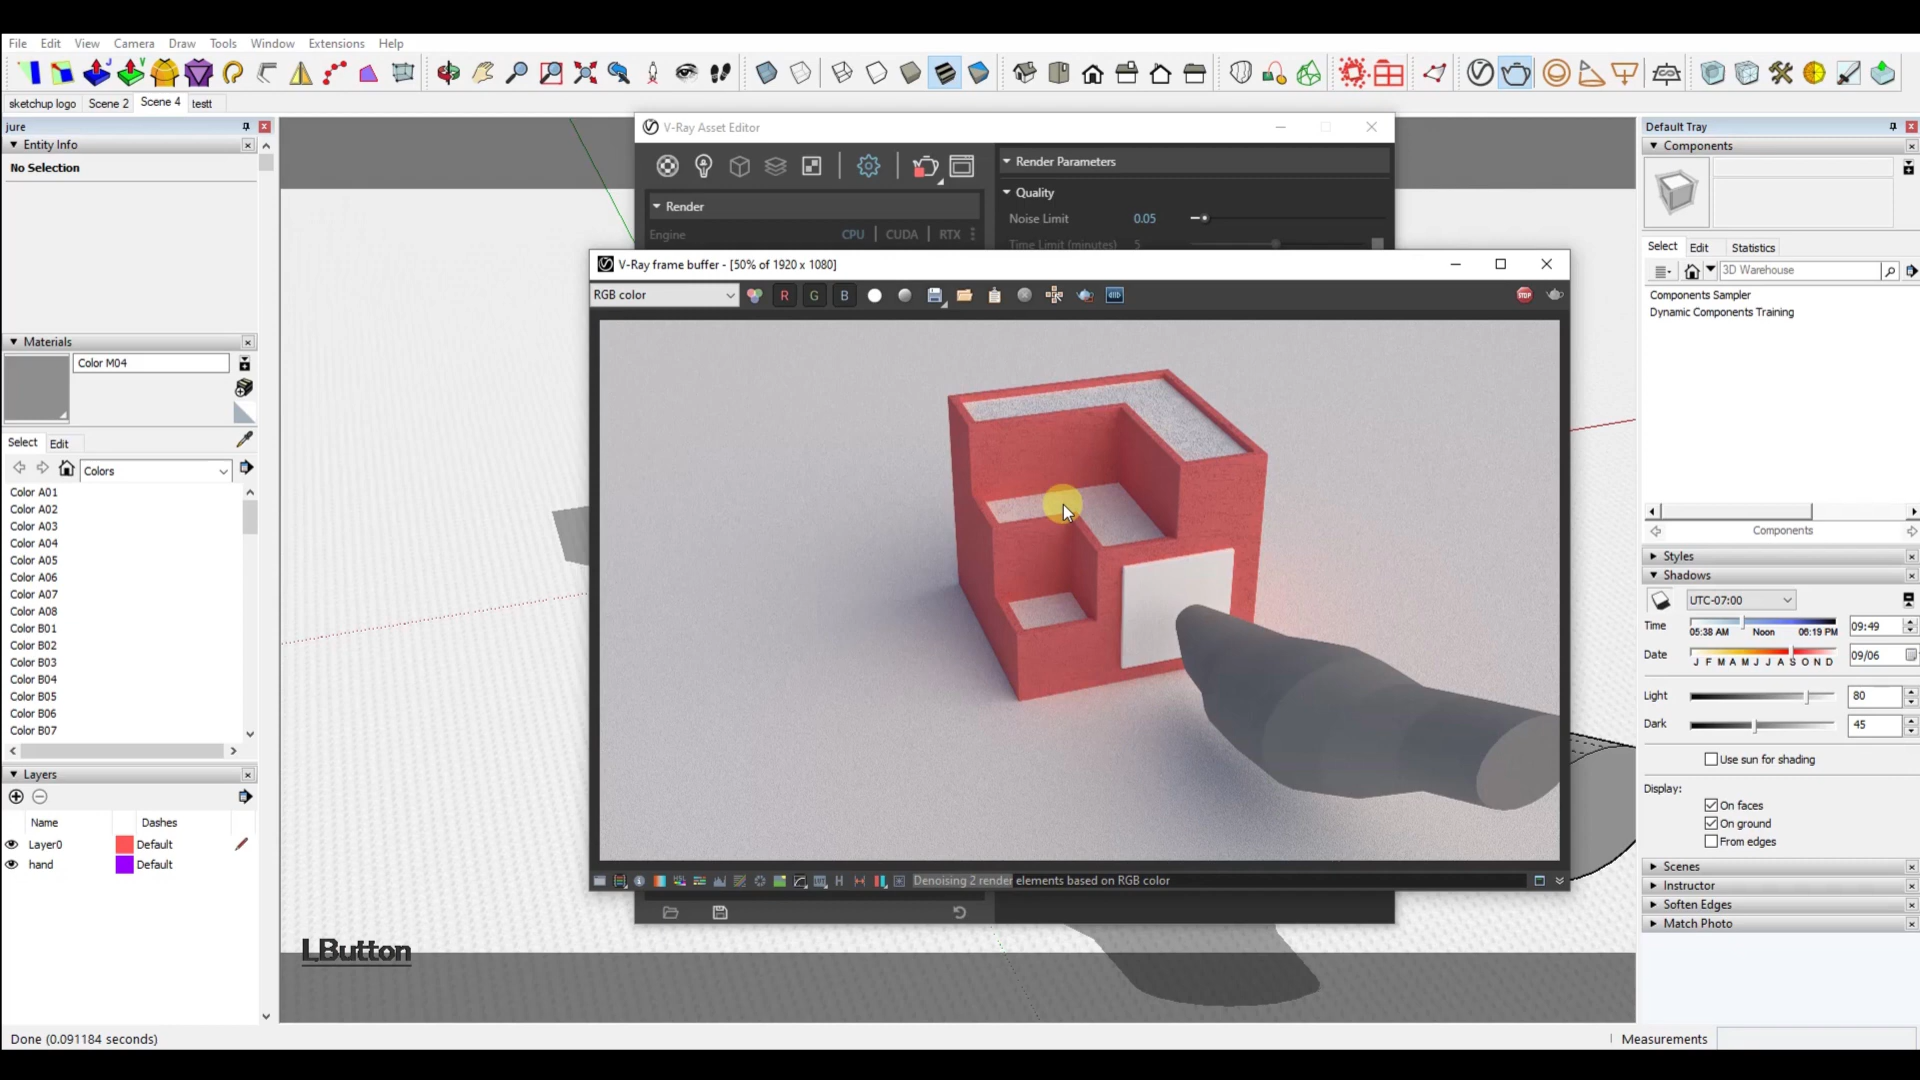 File Edit View Camera Draw Tools Window Extensions Help
sketchup logo Scene 2 Scene 4 testt
jure
Entity Info
No Selection
Materials
Color M04
Select Edit
Colors
Color A01
Color A02
Color A03
Color A04
Color A05
Color A06
Color A07
Color A08
Color B01
Color B02
Color B03
Color B04
Color B05
Color B06
Color B07
Layers
Name Dashes
Layer0 Default
hand Default
Done (0.091184 seconds)
V-Ray Asset Editor
Render
Engine CPU CUDA RTX
Render Parameters
Quality
Noise Limit 0.05
Time Limit (minutes) 5
V-Ray frame buffer - [50% of 1920 x 1080]
RGB color
R G B
STOP
H
Denoising 2 render elements based on RGB color
LButton
Default Tray
Components
Select Edit Statistics
3D Warehouse
Components Sampler
Dynamic Components Training
Components
Styles
Shadows
UTC-07:00
Time 05:38 AM Noon 06:19 PM 09:49
Date J F M A M J J A S O N D 09/06
Light 80
Dark 45
Use sun for shading
Display:
On faces
On ground
From edges
Scenes
Instructor
Soften Edges
Match Photo
Measurements